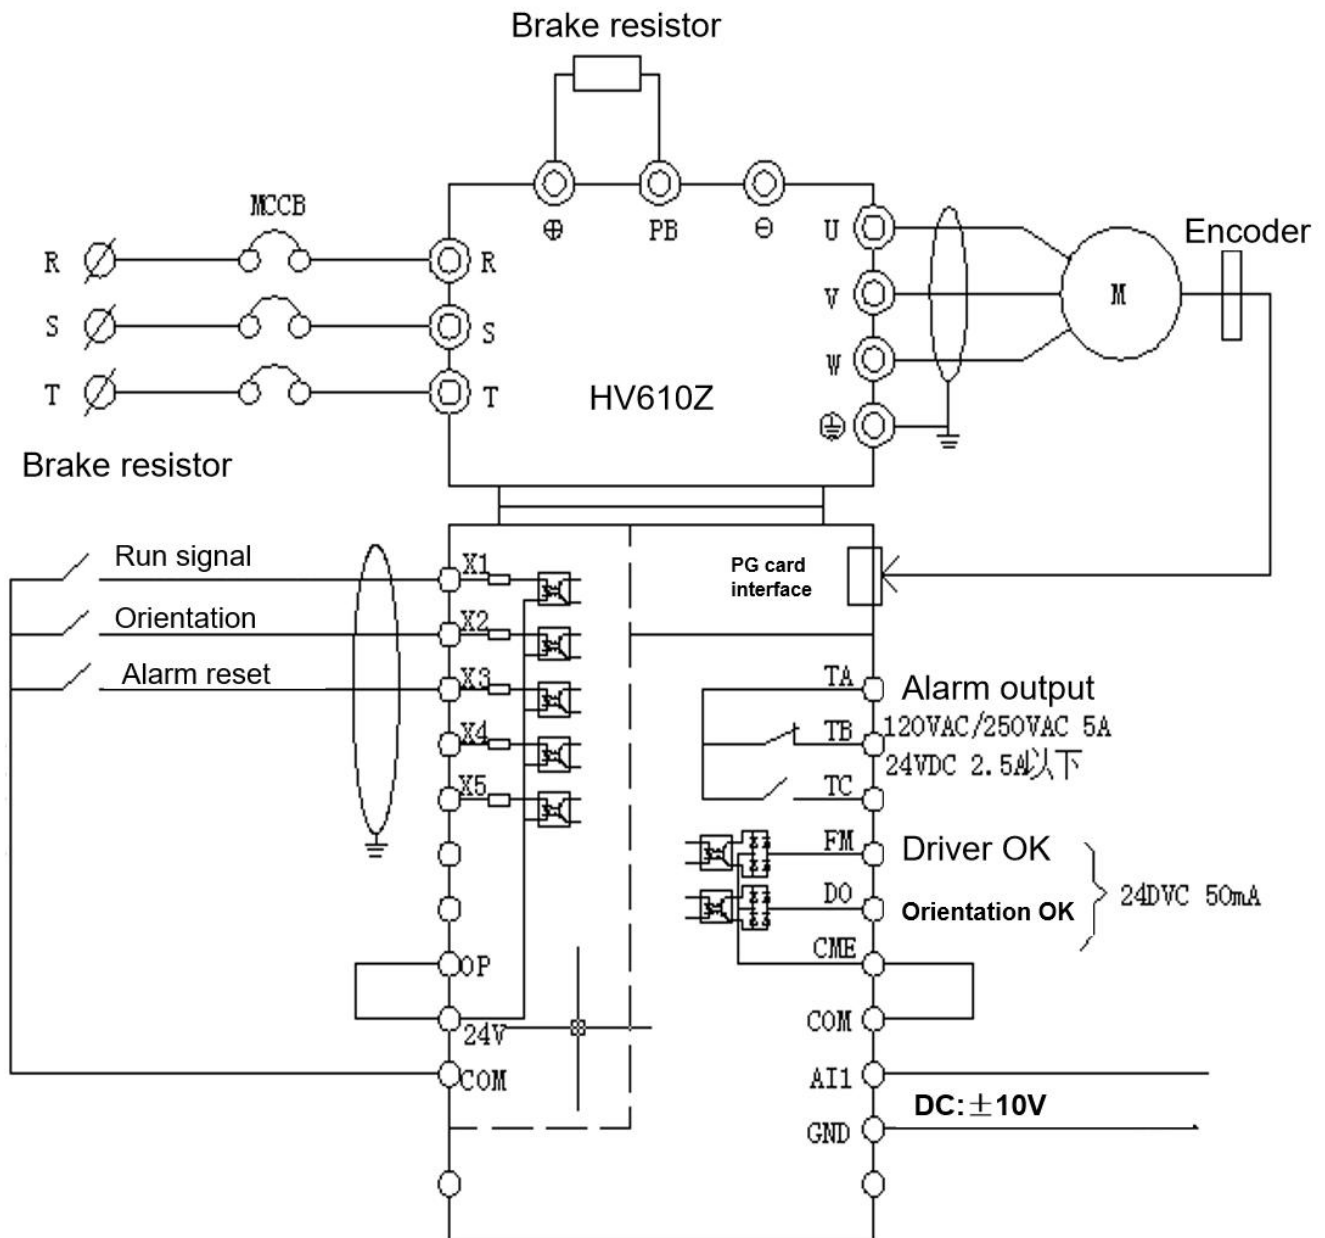 Brake resistor
MCCB
⊕ PB ⊖
R R
S S
T T
U
V
W
M
Encoder
HV610Z
Brake resistor
Run signal
X1
Orientation
X2
Alarm reset
X3
X4
X5
OP
24V
COM
PG card
interface
TA Alarm output
TB 120VAC/250VAC 5A
24VDC 2.5A以下
TC
FM Driver OK
DO Orientation OK
24DVC 50mA
CME
COM
AI1
DC:±10V
GND